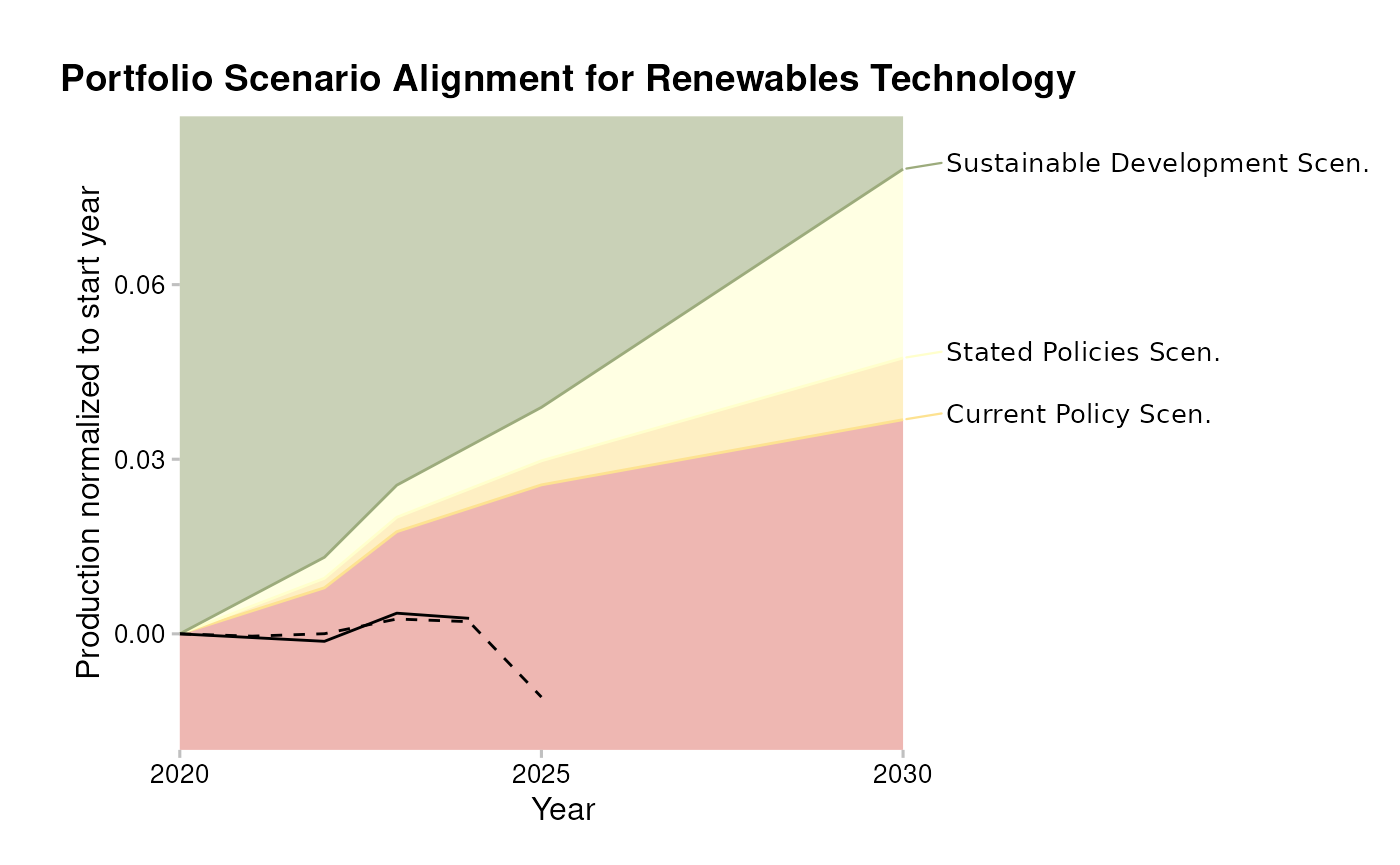 Portfolio Scenario Alignment for Renewables Technology
Production normalized to start year
0.06
0.03
0.00
Sustainable Development Scen.
Stated Policies Scen.
Current Policy Scen.
2020
2025
2030
Year